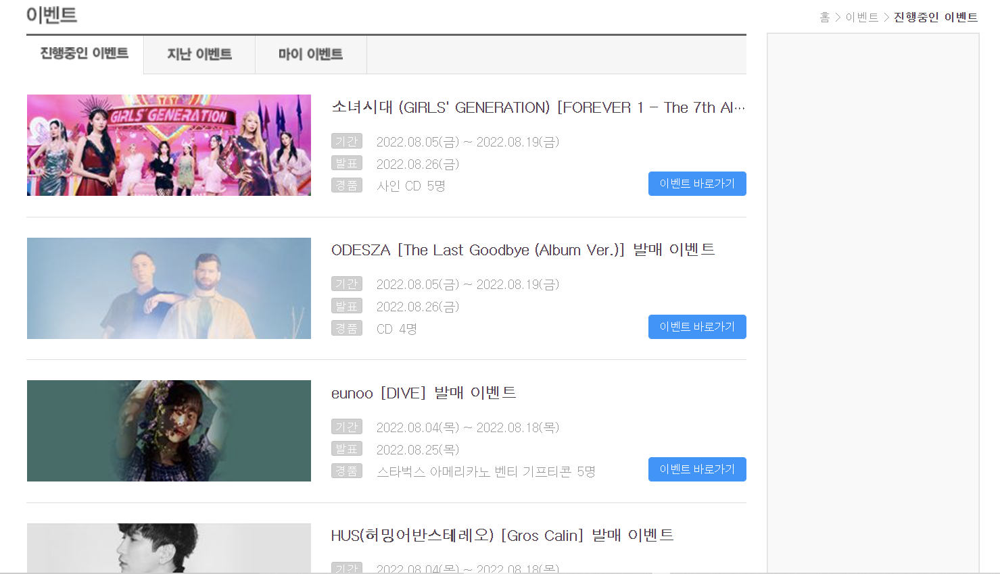 이벤트
홈 > 이벤트 > 진행중인 이벤트
진행중인 이벤트 지난 이벤트 마이 이벤트
GIRLS' GENERATION
소녀시대 (GIRLS' GENERATION) [FOREVER 1 - The 7th Al···
기간 2022.08.05(금) ~ 2022.08.19(금)
발표 2022.08.26(금)
경품 사인 CD 5명
이벤트 바로가기
ODESZA [The Last Goodbye (Album Ver.)] 발매 이벤트
기간 2022.08.05(금) ~ 2022.08.19(금)
발표 2022.08.26(금)
경품 CD 4명
이벤트 바로가기
eunoo [DIVE] 발매 이벤트
기간 2022.08.04(목) ~ 2022.08.18(목)
발표 2022.08.25(목)
경품 스타벅스 아메리카노 벤티 기프티콘 5명
이벤트 바로가기
HUS(허밍어반스테레오) [Gros Calin] 발매 이벤트
기간 2022.08.04(목) ~ 2022.08.18(목)